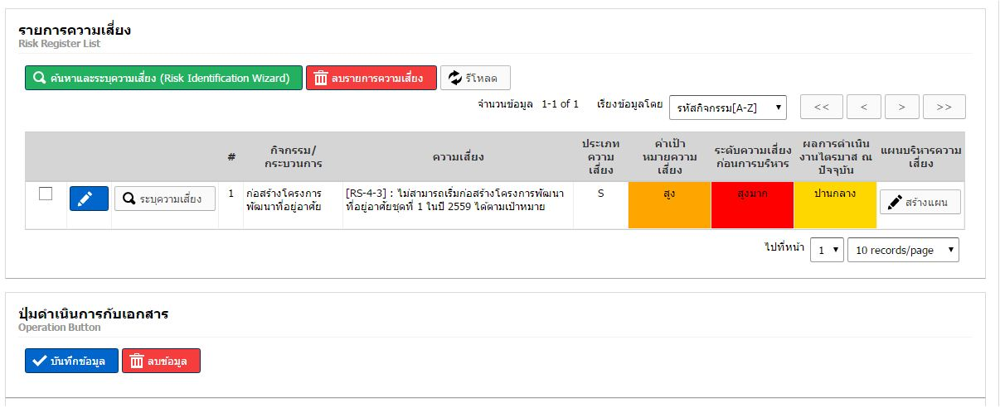 รายการความเสี่ยง
Risk Register List
ค้นหาและระบุความเสี่ยง (Risk Identification Wizard) ลบรายการความเสี่ยง รีโหลด
จำนวนข้อมูล 1-1 of 1 เรียงข้อมูลโดย รหัสกิจกรรม[A-Z] << < > >>
# กิจกรรม/
กระบวนการ ความเสี่ยง ประเภท
ความ
เสี่ยง ค่าเป้า
หมายความ
เสี่ยง ระดับความเสี่ยง
ก่อนการบริหาร ผลการดำเนิน
งานไตรมาส ณ
ปัจจุบัน แผนบริหารความ
เสี่ยง
ระบุความเสี่ยง 1 ก่อสร้างโครงการ
พัฒนาที่อยู่อาศัย [RS-4-3] : ไม่สามารถเริ่มก่อสร้างโครงการพัฒนา
ที่อยู่อาศัยชุดที่ 1 ในปี 2559 ได้ตามเป้าหมาย S สูง สูงมาก ปานกลาง สร้างแผน
ไปที่หน้า 1 10 records/page
ปุ่มดำเนินการกับเอกสาร
Operation Button
บันทึกข้อมูล ลบข้อมูล